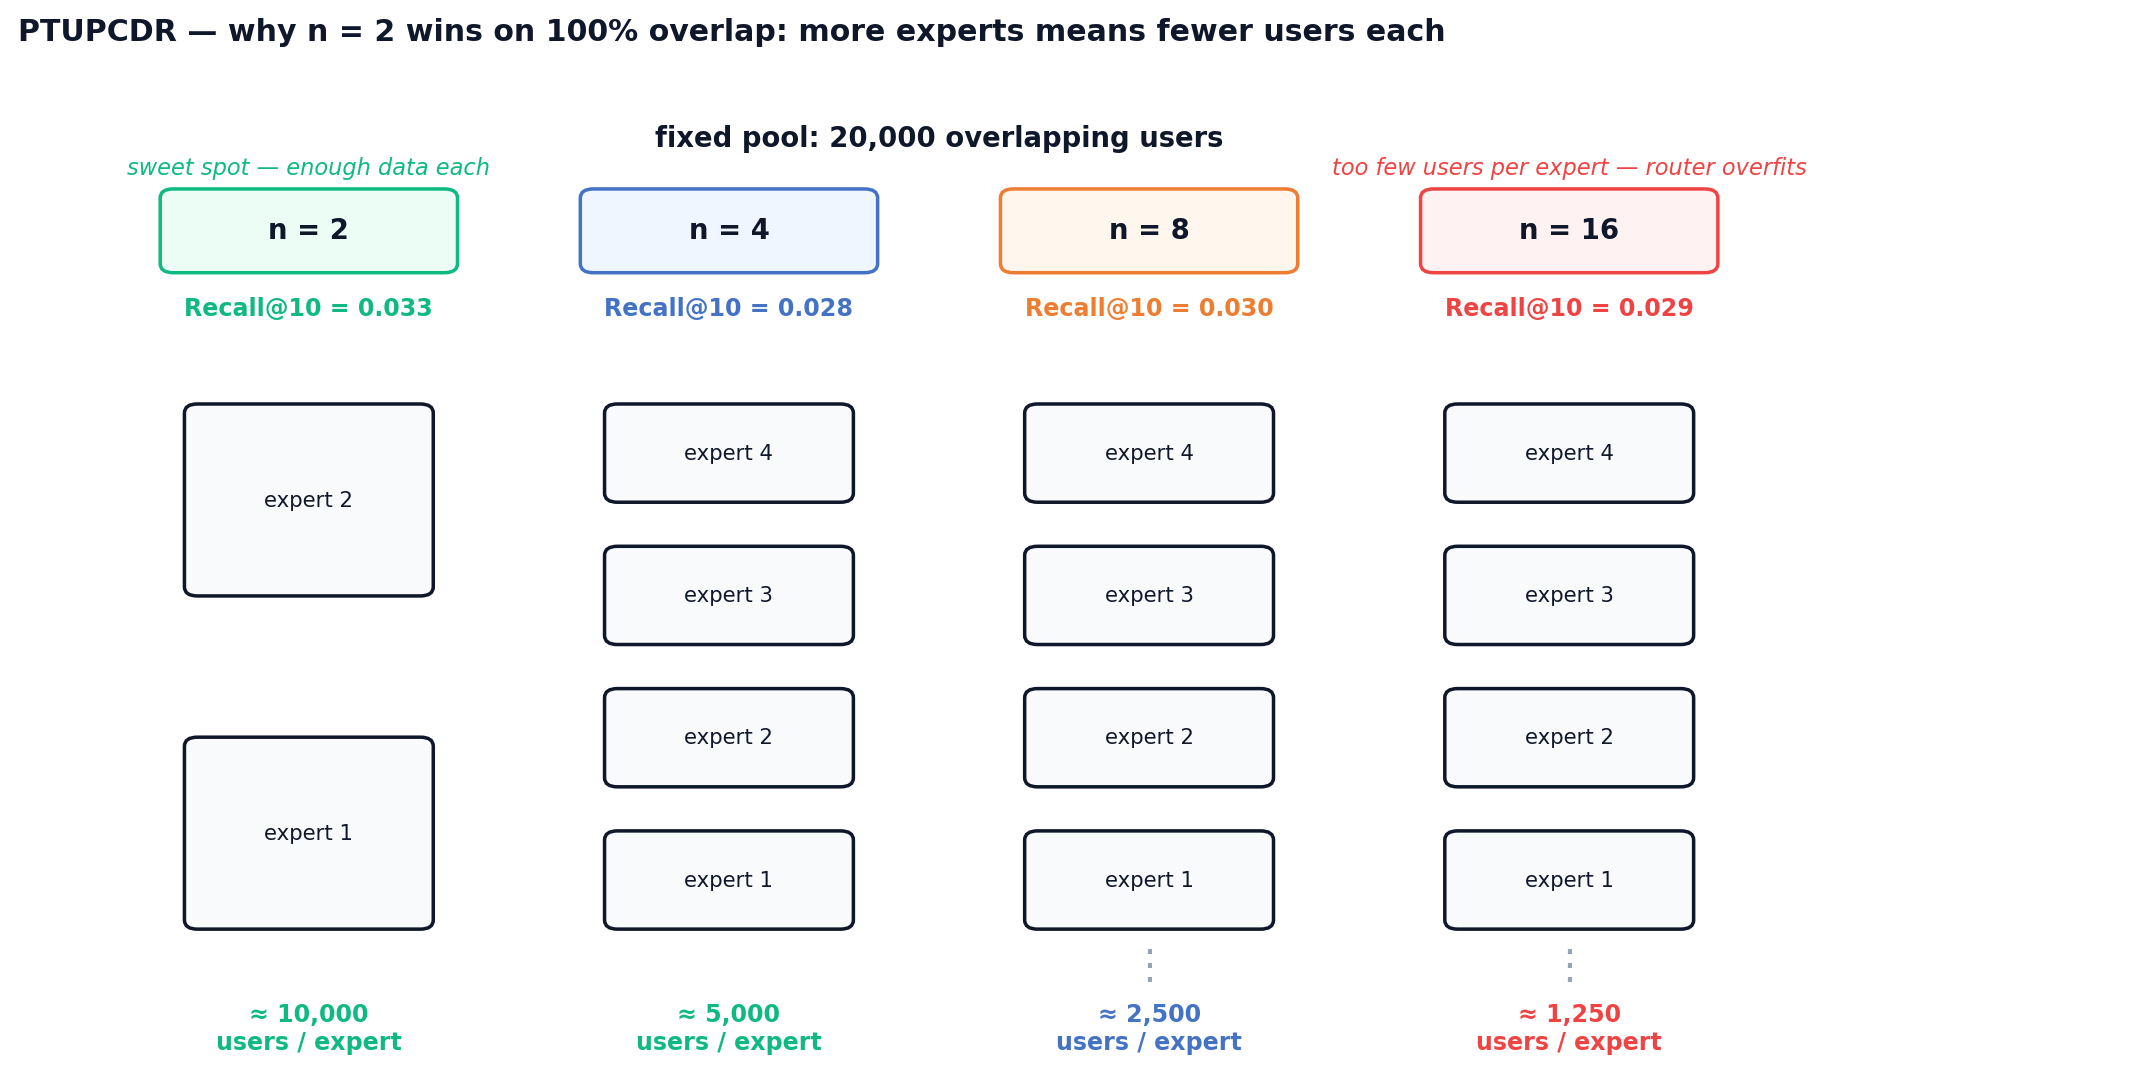 PTUPCDR — why n = 2 wins on 100% overlap: more experts means fewer users each
fixed pool: 20,000 overlapping users
sweet spot — enough data each
too few users per expert — router overfits
n = 2
n = 4
n = 8
n = 16
Recall@10 = 0.033
Recall@10 = 0.028
Recall@10 = 0.030
Recall@10 = 0.029
expert 2
expert 1
≈ 10,000
users / expert
expert 4
expert 3
expert 2
expert 1
≈ 5,000
users / expert
expert 4
expert 3
expert 2
expert 1
⋮
≈ 2,500
users / expert
expert 4
expert 3
expert 2
expert 1
⋮
≈ 1,250
users / expert